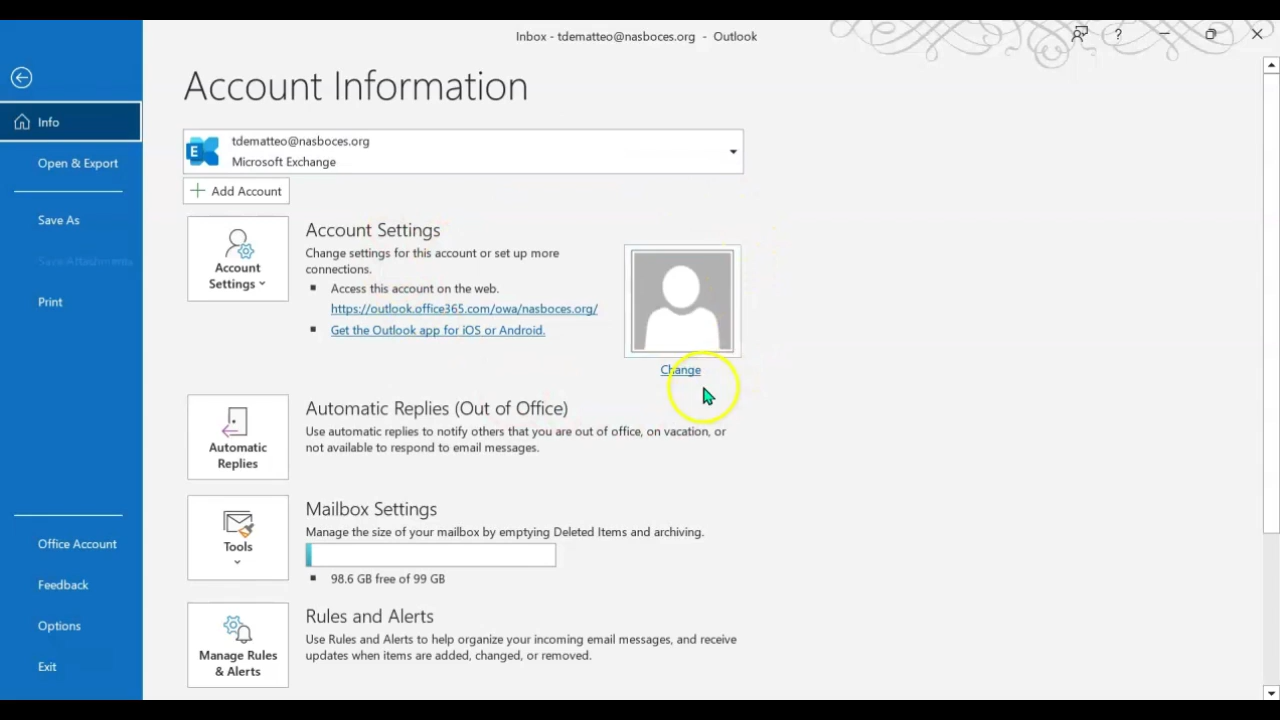 Inbox - tdematteo@nasboces.org - Outlook
?
Account Information
Info
Open & Export
Save As
Save Attachments
Print
Office Account
Feedback
Options
Exit
E
tdematteo@nasboces.org
Microsoft Exchange
Add Account
Account
Settings
Account Settings
Change settings for this account or set up more
connections.
Access this account on the web.
https://outlook.office365.com/owa/nasboces.org/
Get the Outlook app for iOS or Android.
Change
Automatic
Replies
Automatic Replies (Out of Office)
Use automatic replies to notify others that you are out of office, on vacation, or
not available to respond to email messages.
Tools
Mailbox Settings
Manage the size of your mailbox by emptying Deleted Items and archiving.
98.6 GB free of 99 GB
Manage Rules
& Alerts
Rules and Alerts
Use Rules and Alerts to help organize your incoming email messages, and receive
updates when items are added, changed, or removed.